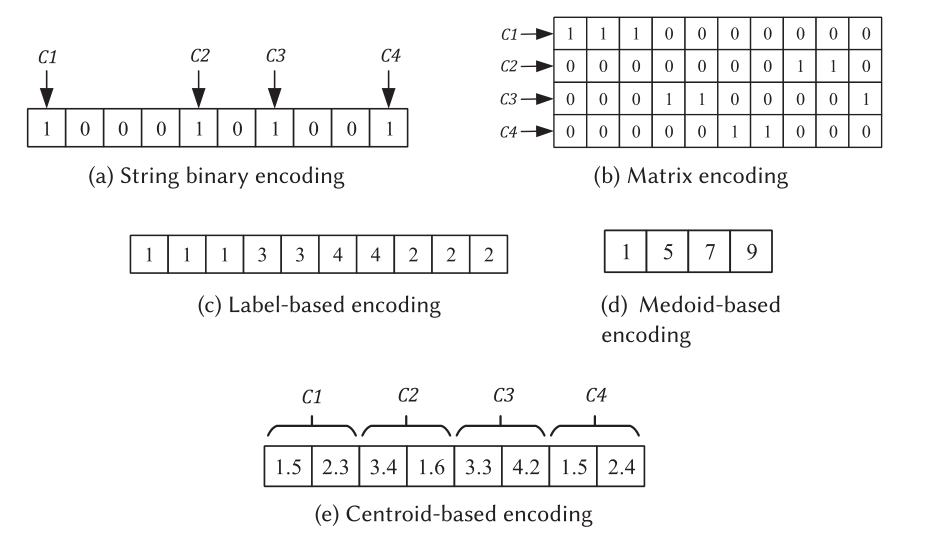 C1 C2 C3 C4
1 0 0 0 1 0 1 0 0 1
(a) String binary encoding
C1 1 1 1 0 0 0 0 0 0 0
C2 0 0 0 0 0 0 0 1 1 0
C3 0 0 0 1 1 0 0 0 0 1
C4 0 0 0 0 0 1 1 0 0 0
(b) Matrix encoding
1 1 1 3 3 4 4 2 2 2
(c) Label-based encoding
1 5 7 9
(d) Medoid-based
encoding
C1 C2 C3 C4
1.5 2.3 3.4 1.6 3.3 4.2 1.5 2.4
(e) Centroid-based encoding